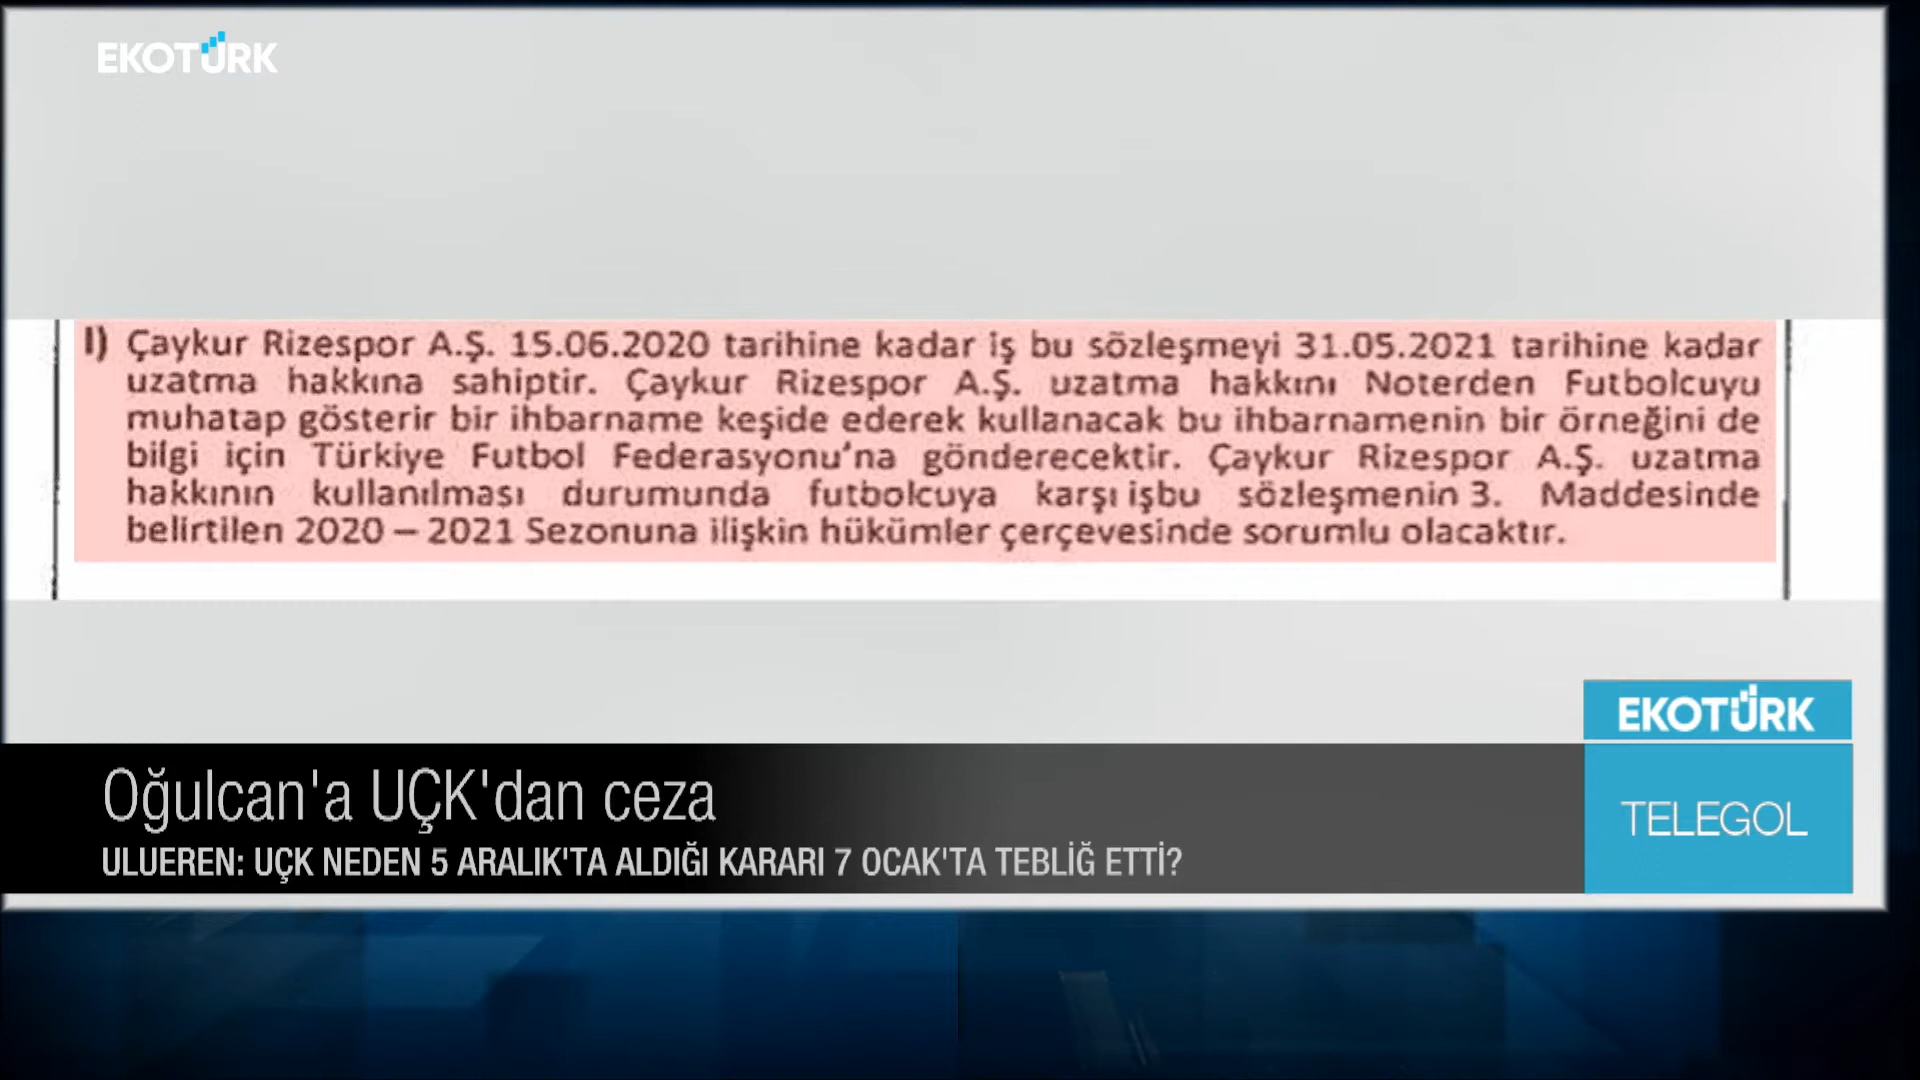 EKOTÜRK
I) Çaykur Rizespor A.Ş. 15.06.2020 tarihine kadar iş bu sözleşmeyi 31.05.2021 tarihine kadar
uzatma hakkına sahiptir. Çaykur Rizespor A.Ş. uzatma hakkını Noterden Futbolcuyu
muhatap gösterir bir ihbarname keşide ederek kullanacak bu ihbarnamenin bir örneğini de
bilgi için Türkiye Futbol Federasyonu'na gönderecektir. Çaykur Rizespor A.Ş. uzatma
hakkının kullanılması durumunda futbolcuya karşı işbu sözleşmenin 3. Maddesinde
belirtilen 2020 – 2021 Sezonuna ilişkin hükümler çerçevesinde sorumlu olacaktır.
EKOTÜRK
TELEGOL
Oğulcan'a UÇK'dan ceza
ULUEREN: UÇK NEDEN 5 ARALIK'TA ALDIĞI KARARI 7 OCAK'TA TEBLİĞ ETTİ?